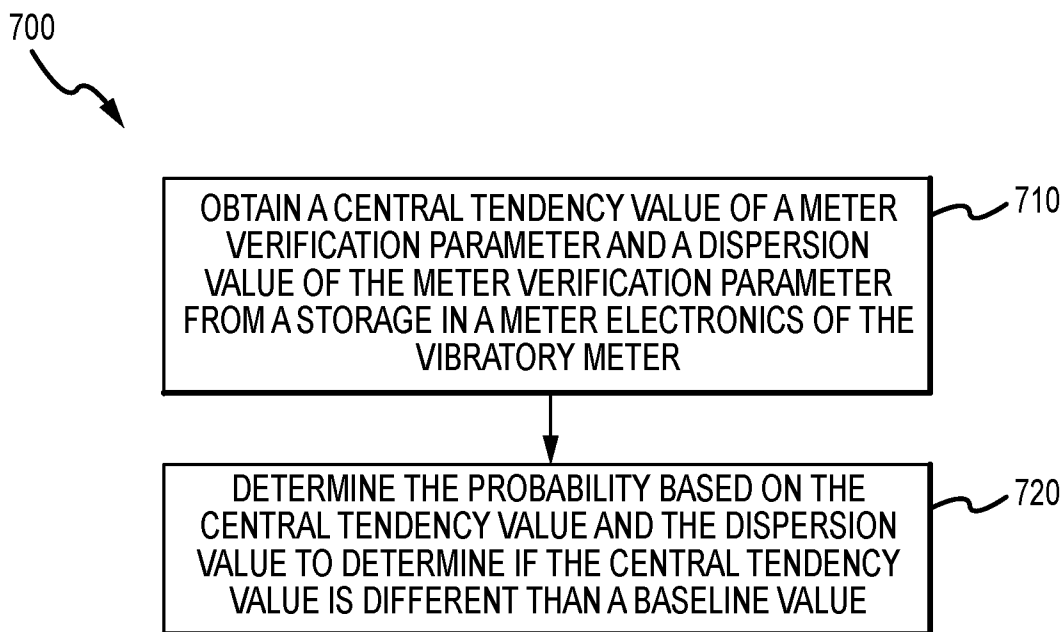 700
OBTAIN A CENTRAL TENDENCY VALUE OF A METER
VERIFICATION PARAMETER AND A DISPERSION
VALUE OF THE METER VERIFICATION PARAMETER
FROM A STORAGE IN A METER ELECTRONICS OF THE
VIBRATORY METER
710
DETERMINE THE PROBABILITY BASED ON THE
CENTRAL TENDENCY VALUE AND THE DISPERSION
VALUE TO DETERMINE IF THE CENTRAL TENDENCY
VALUE IS DIFFERENT THAN A BASELINE VALUE
720